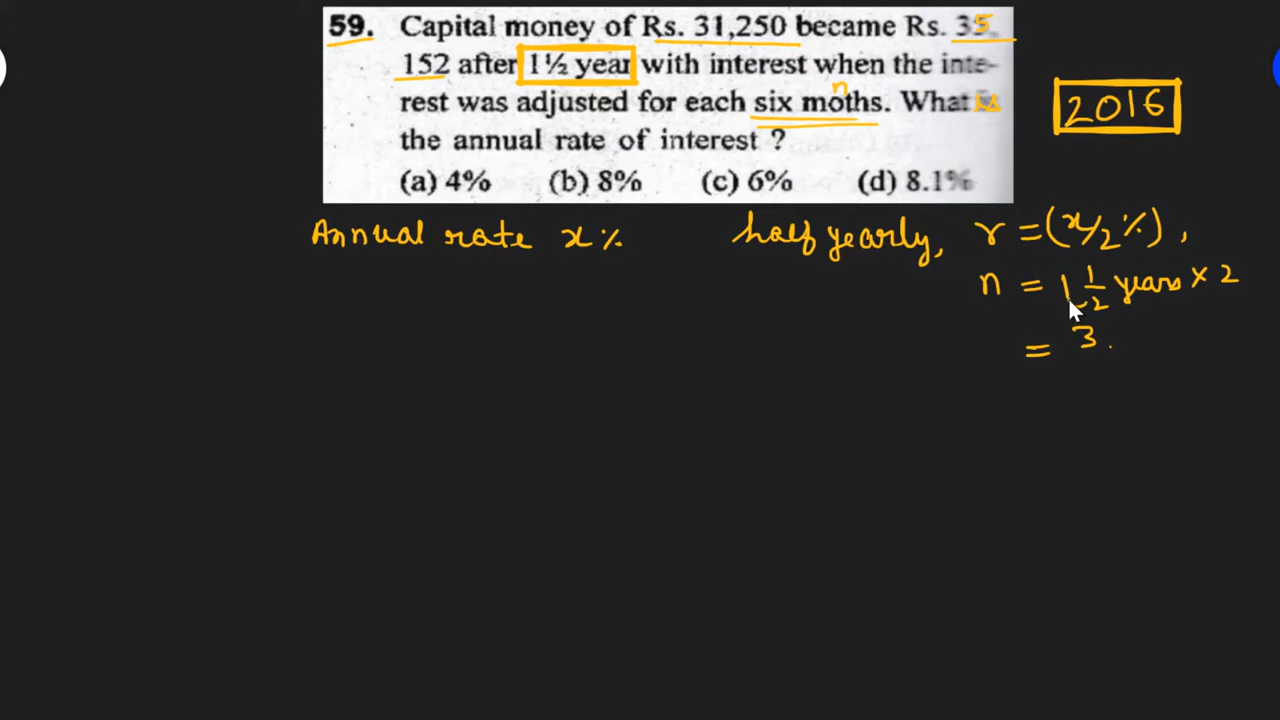 59. Capital money of Rs. 31,250 became Rs. 35,
152 after 1½ year with interest when the inte-
rest was adjusted for each six moths. What is
n
the annual rate of interest ?
(a) 4% (b) 8% (c) 6% (d) 8.1%
2016
Annual rate x% half yearly, r = (x/2 %),
n = 1 1/2 years × 2
= 3.